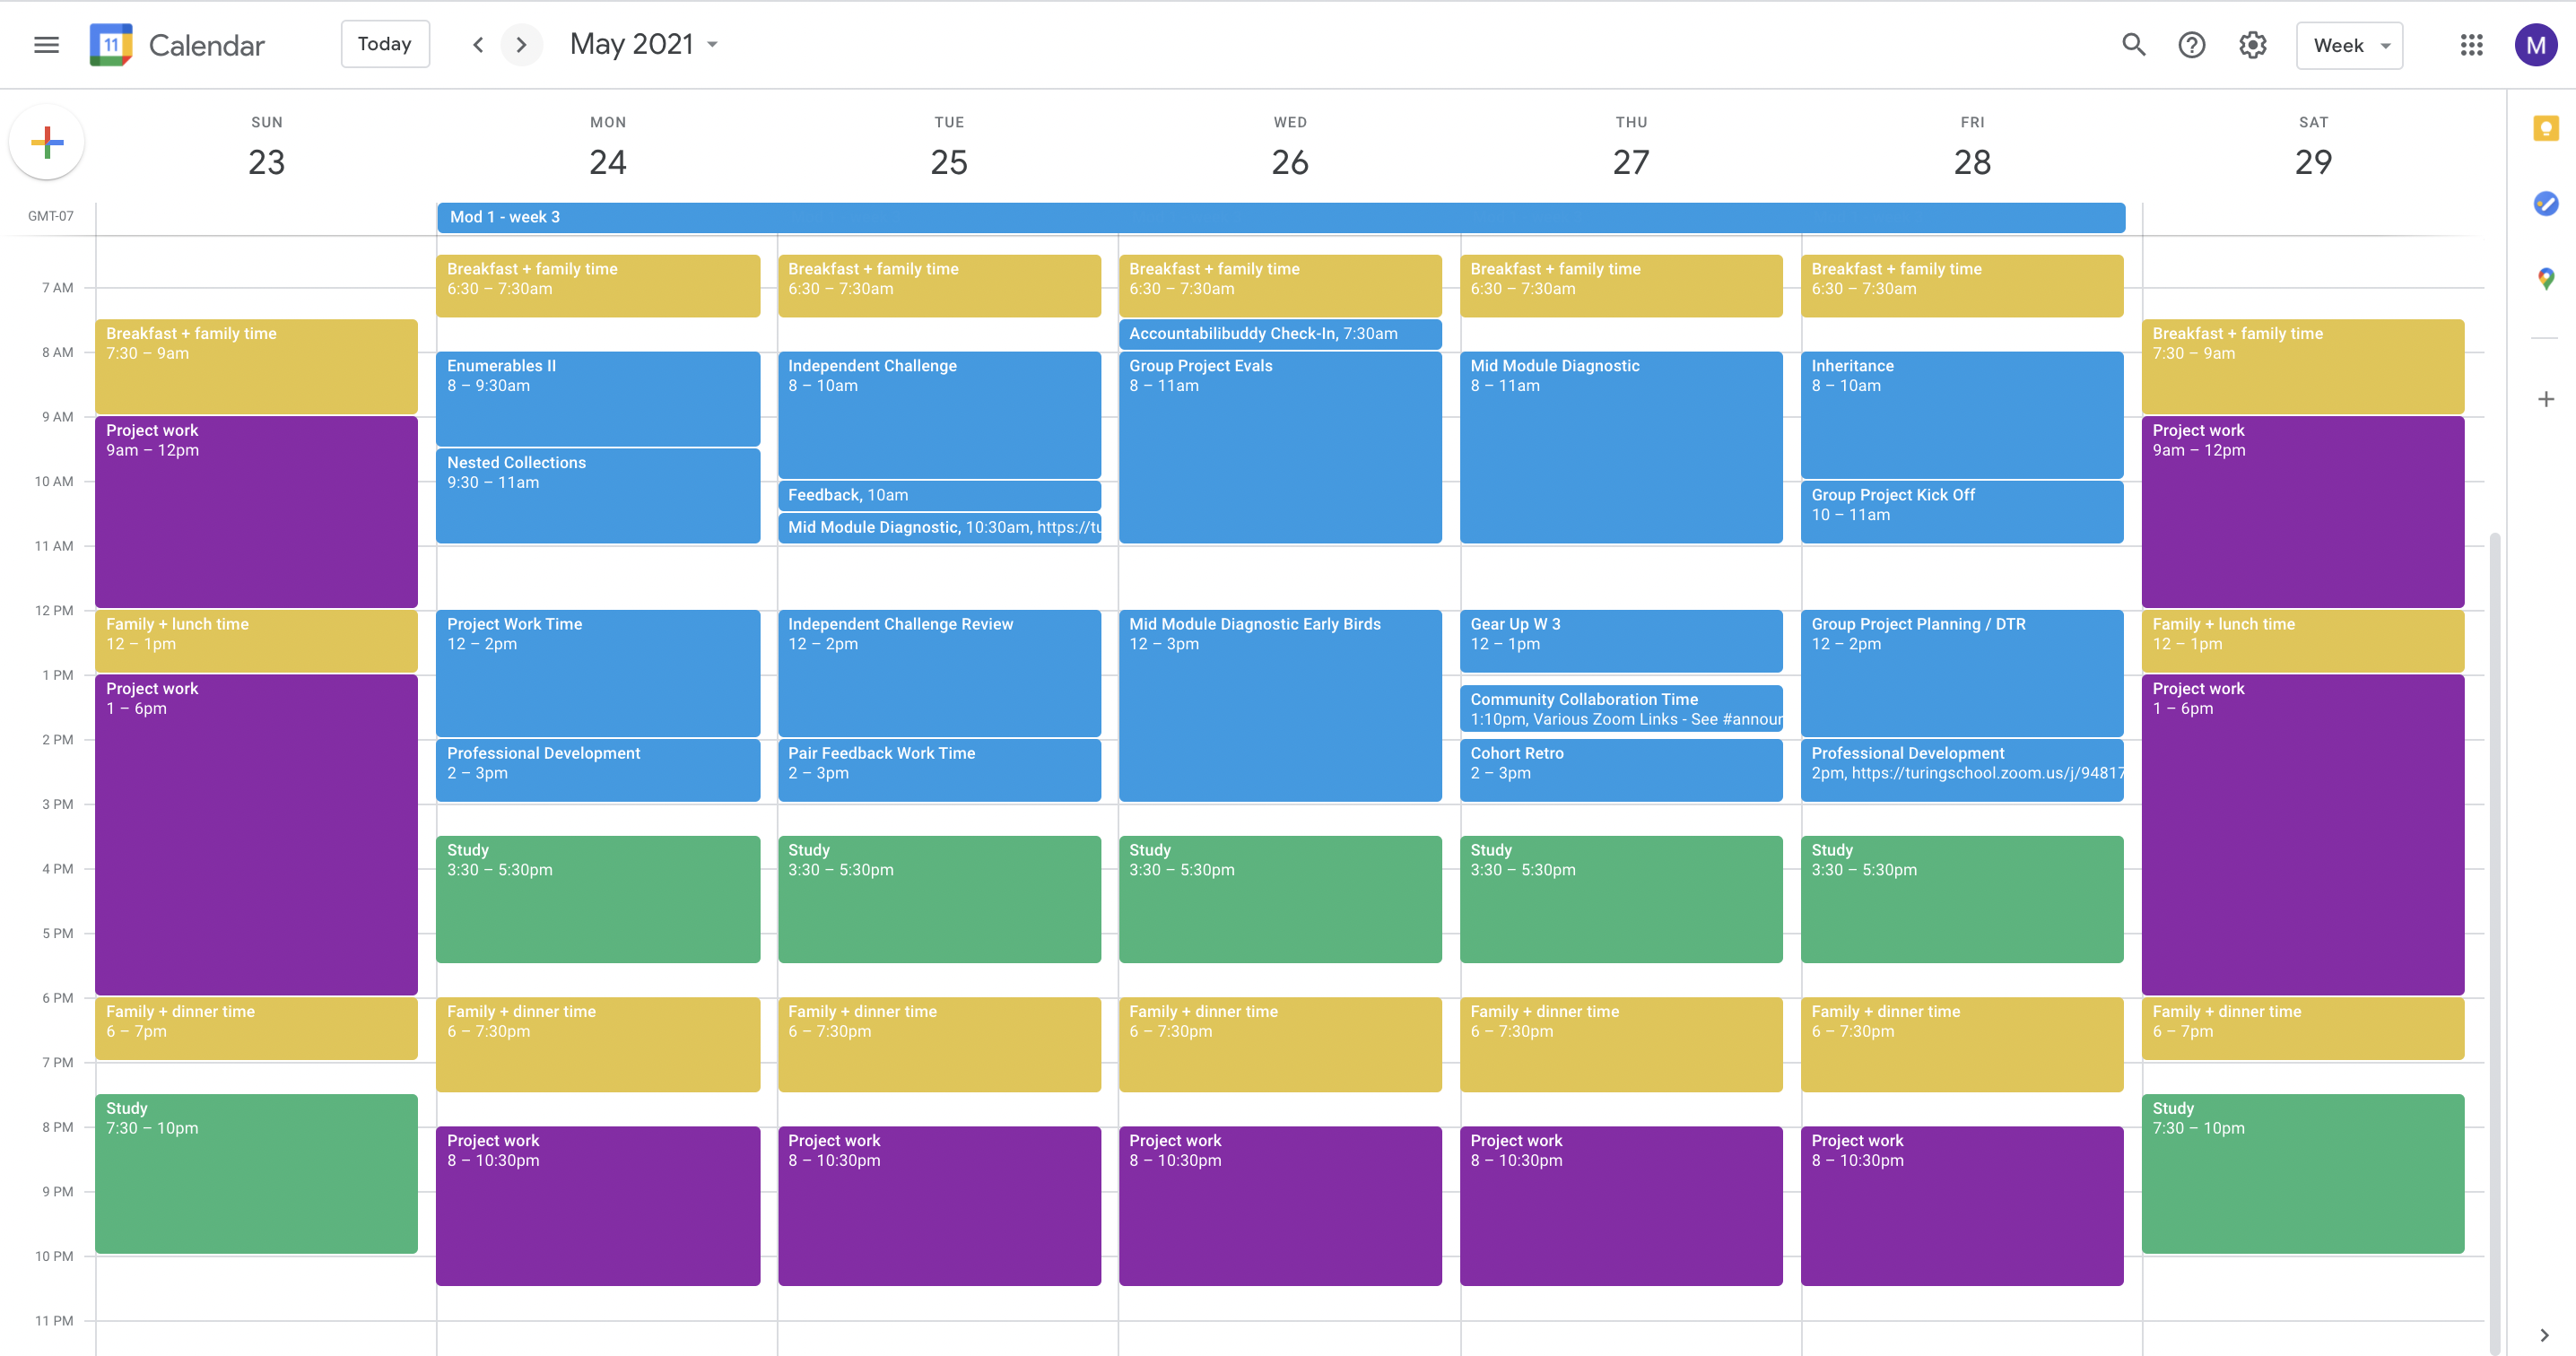 11 Calendar Today May 2021 Week M
SUN MON TUE WED THU FRI SAT
23 24 25 26 27 28 29
GMT-07
Mod 1 - week 3
7 AM
8 AM
9 AM
10 AM
11 AM
12 PM
1 PM
2 PM
3 PM
4 PM
5 PM
6 PM
7 PM
8 PM
9 PM
10 PM
11 PM
Breakfast + family time
7:30 – 9am
Project work
9am – 12pm
Family + lunch time
12 – 1pm
Project work
1 – 6pm
Family + dinner time
6 – 7pm
Study
7:30 – 10pm
Breakfast + family time
6:30 – 7:30am
Enumerables II
8 – 9:30am
Nested Collections
9:30 – 11am
Project Work Time
12 – 2pm
Professional Development
2 – 3pm
Study
3:30 – 5:30pm
Family + dinner time
6 – 7:30pm
Project work
8 – 10:30pm
Breakfast + family time
6:30 – 7:30am
Independent Challenge
8 – 10am
Feedback, 10am
Mid Module Diagnostic, 10:30am, https://tu
Independent Challenge Review
12 – 2pm
Pair Feedback Work Time
2 – 3pm
Study
3:30 – 5:30pm
Family + dinner time
6 – 7:30pm
Project work
8 – 10:30pm
Breakfast + family time
6:30 – 7:30am
Accountabilibuddy Check-In, 7:30am
Group Project Evals
8 – 11am
Mid Module Diagnostic Early Birds
12 – 3pm
Study
3:30 – 5:30pm
Family + dinner time
6 – 7:30pm
Project work
8 – 10:30pm
Breakfast + family time
6:30 – 7:30am
Mid Module Diagnostic
8 – 11am
Gear Up W 3
12 – 1pm
Community Collaboration Time
1:10pm, Various Zoom Links - See #announ
Cohort Retro
2 – 3pm
Study
3:30 – 5:30pm
Family + dinner time
6 – 7:30pm
Project work
8 – 10:30pm
Breakfast + family time
6:30 – 7:30am
Inheritance
8 – 10am
Group Project Kick Off
10 – 11am
Group Project Planning / DTR
12 – 2pm
Professional Development
2pm, https://turingschool.zoom.us/j/94817
Study
3:30 – 5:30pm
Family + dinner time
6 – 7:30pm
Project work
8 – 10:30pm
Breakfast + family time
7:30 – 9am
Project work
9am – 12pm
Family + lunch time
12 – 1pm
Project work
1 – 6pm
Family + dinner time
6 – 7pm
Study
7:30 – 10pm